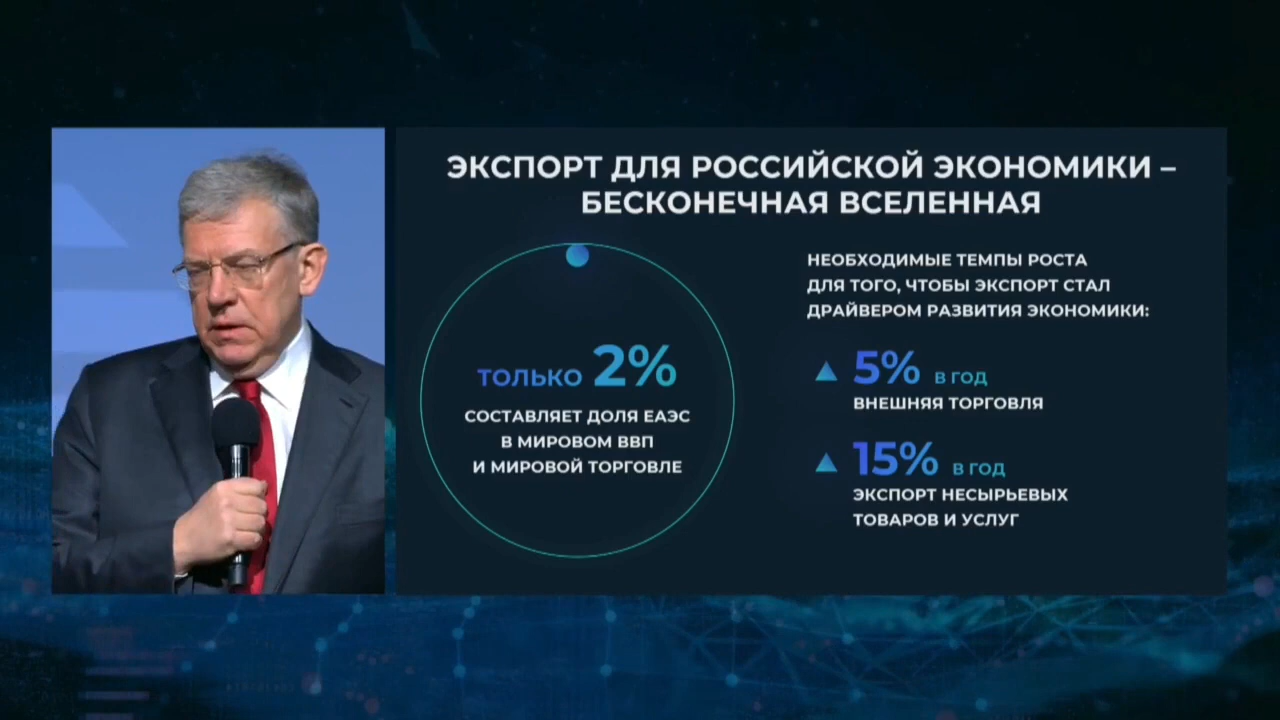 ЭКСПОРТ ДЛЯ РОССИЙСКОЙ ЭКОНОМИКИ –
БЕСКОНЕЧНАЯ ВСЕЛЕННАЯ
ТОЛЬКО 2%
СОСТАВЛЯЕТ ДОЛЯ ЕАЭС
В МИРОВОМ ВВП
И МИРОВОЙ ТОРГОВЛЕ
НЕОБХОДИМЫЕ ТЕМПЫ РОСТА
ДЛЯ ТОГО, ЧТОБЫ ЭКСПОРТ СТАЛ
ДРАЙВЕРОМ РАЗВИТИЯ ЭКОНОМИКИ:
5% В ГОД
ВНЕШНЯЯ ТОРГОВЛЯ
15% В ГОД
ЭКСПОРТ НЕСЫРЬЕВЫХ
ТОВАРОВ И УСЛУГ